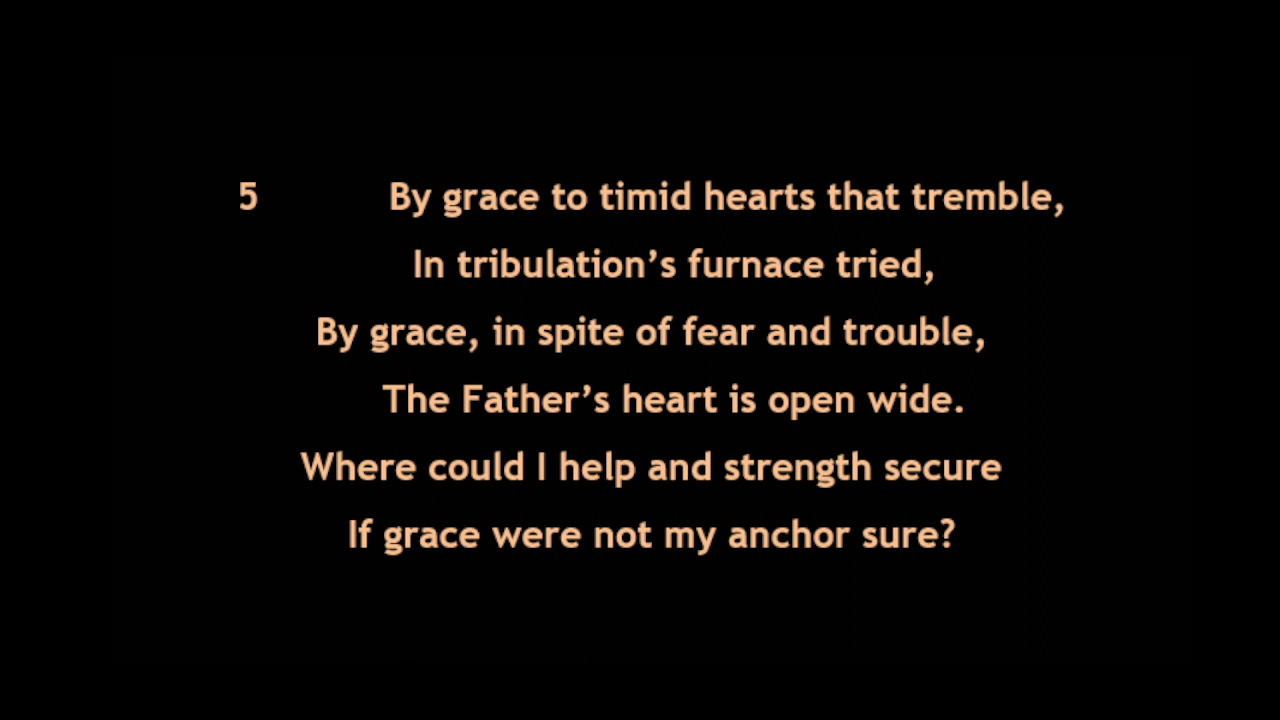 5 By grace to timid hearts that tremble,
In tribulation’s furnace tried,
By grace, in spite of fear and trouble,
The Father’s heart is open wide.
Where could I help and strength secure
If grace were not my anchor sure?